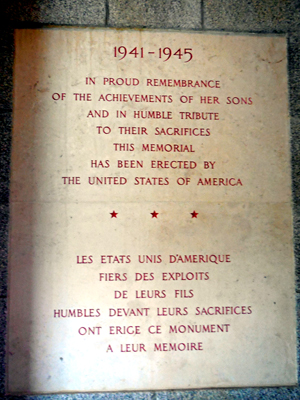 1941-1945
IN PROUD REMEMBRANCE
OF THE ACHIEVEMENTS OF HER SONS
AND IN HUMBLE TRIBUTE
TO THEIR SACRIFICES
THIS MEMORIAL
HAS BEEN ERECTED BY
THE UNITED STATES OF AMERICA
★ ★ ★
LES ETATS UNIS D'AMERIQUE
FIERS DES EXPLOITS
DE LEURS FILS
HUMBLES DEVANT LEURS SACRIFICES
ONT ERIGE CE MONUMENT
A LEUR MEMOIRE